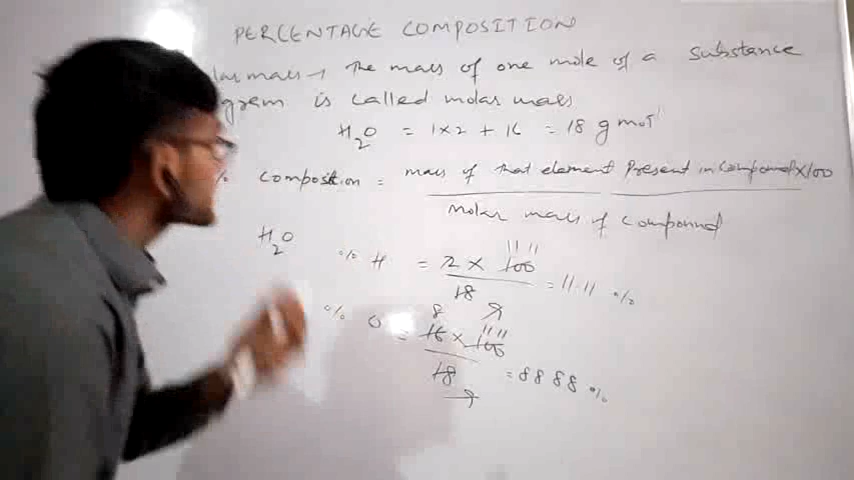 PERCENTAGE COMPOSITION
lar mass → The mass of one mole of a substance
gram is called molar mass
H2O = 1×2 + 16 = 18 g mol⁻¹
% composition = mass of that element Present in Compound × 100
molar mass of compound
H2O
% H = 2 × 100 = 11.11 %
18
% O = 16 × 100
18 = 88 88 %